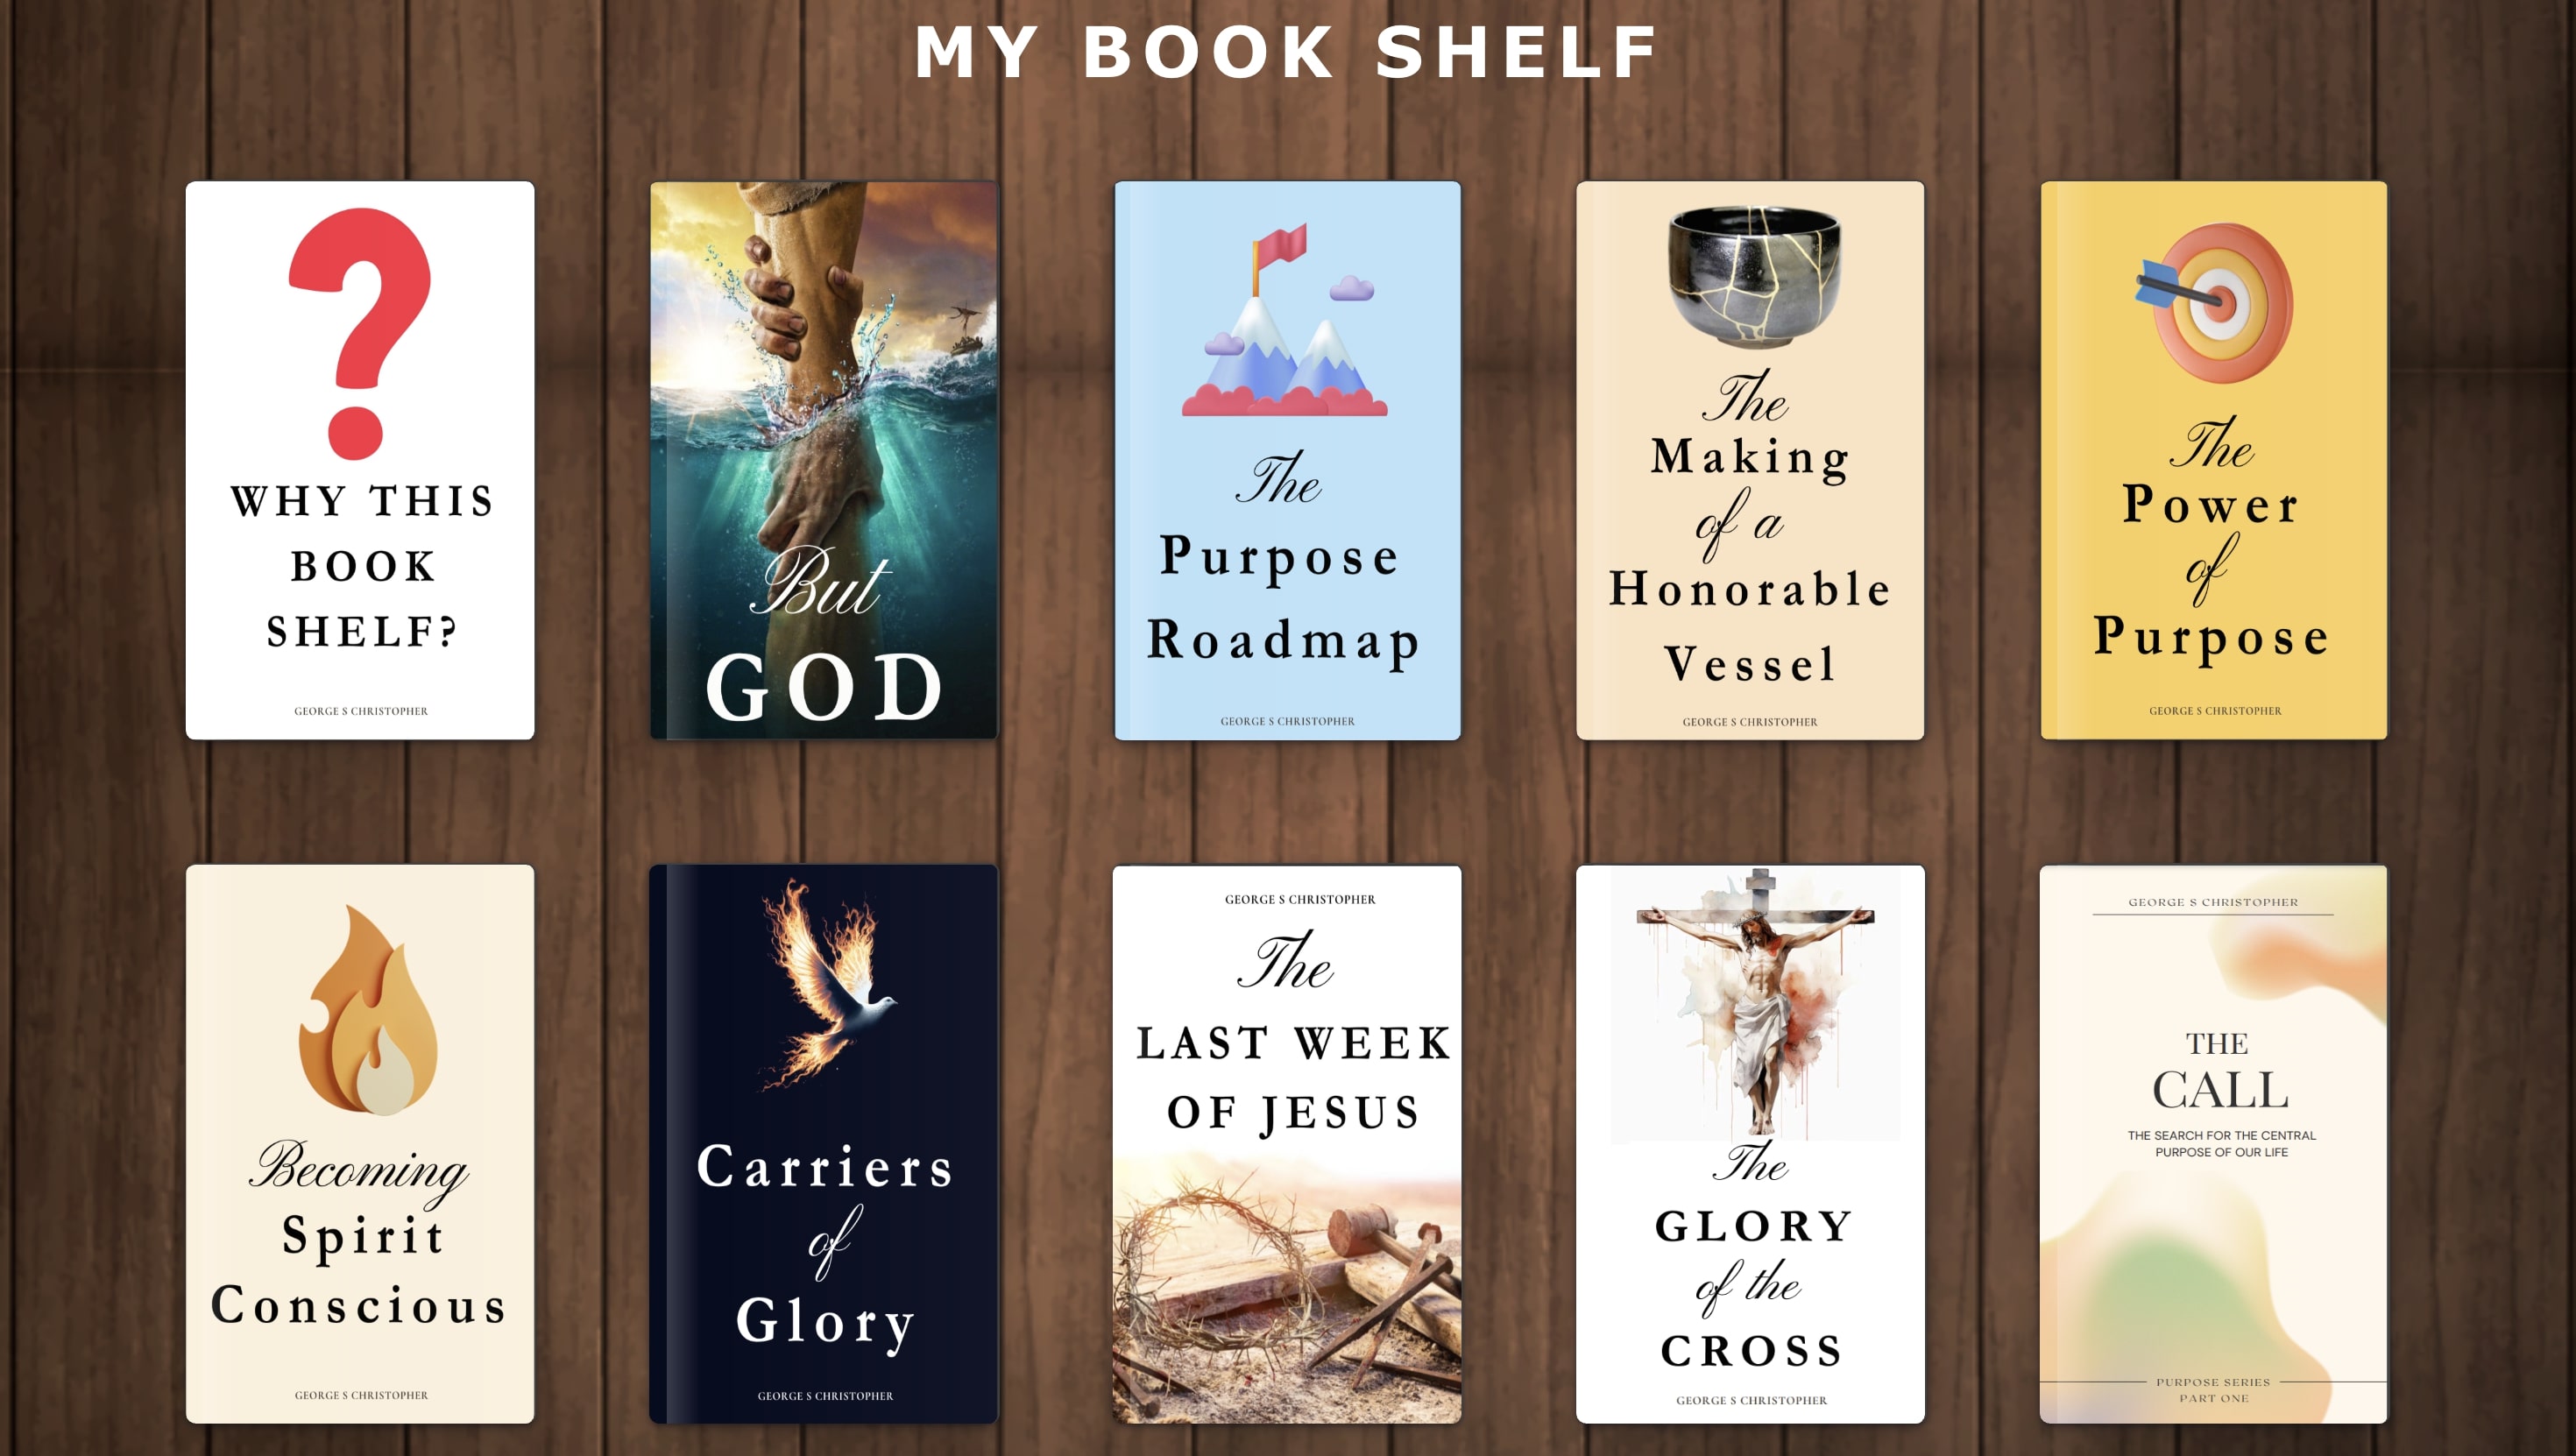 MY BOOK SHELF
WHY THIS
BOOK
SHELF?
GEORGE S CHRISTOPHER
But
GOD
The
Purpose
Roadmap
GEORGE S CHRISTOPHER
The
Making
of a
Honorable
Vessel
GEORGE S CHRISTOPHER
The
Power
of
Purpose
GEORGE S CHRISTOPHER
Becoming
Spirit
Conscious
GEORGE S CHRISTOPHER
Carriers
of
Glory
GEORGE S CHRISTOPHER
GEORGE S CHRISTOPHER
The
LAST WEEK
OF JESUS
The
GLORY
of the
CROSS
GEORGE S CHRISTOPHER
GEORGE S CHRISTOPHER
THE
CALL
THE SEARCH FOR THE CENTRAL
PURPOSE OF OUR LIFE
PURPOSE SERIES
PART ONE